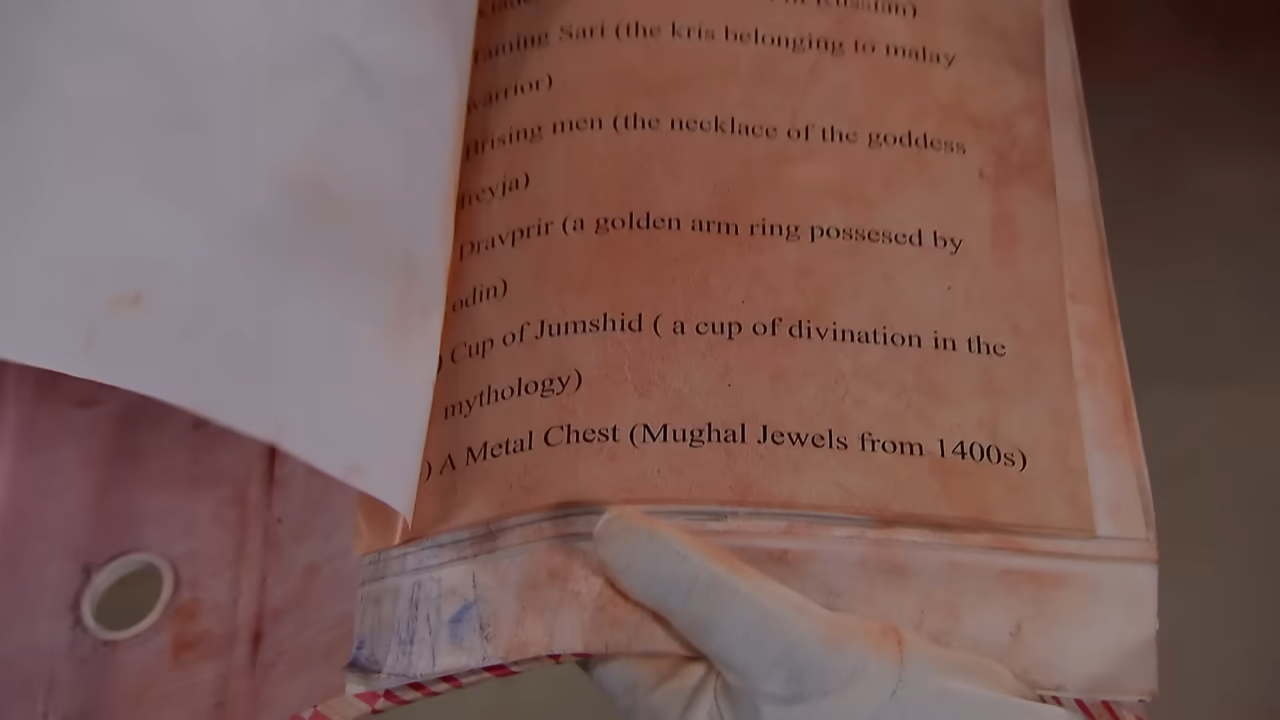 Taming Sari (the kris belonging to malay
warrior)
Brising men (the necklace of the goddess
freyja)
Dravprir (a golden arm ring possesed by
odin)
) Cup of Jumshid ( a cup of divination in the
mythology)
) A Metal Chest (Mughal Jewels from 1400s)